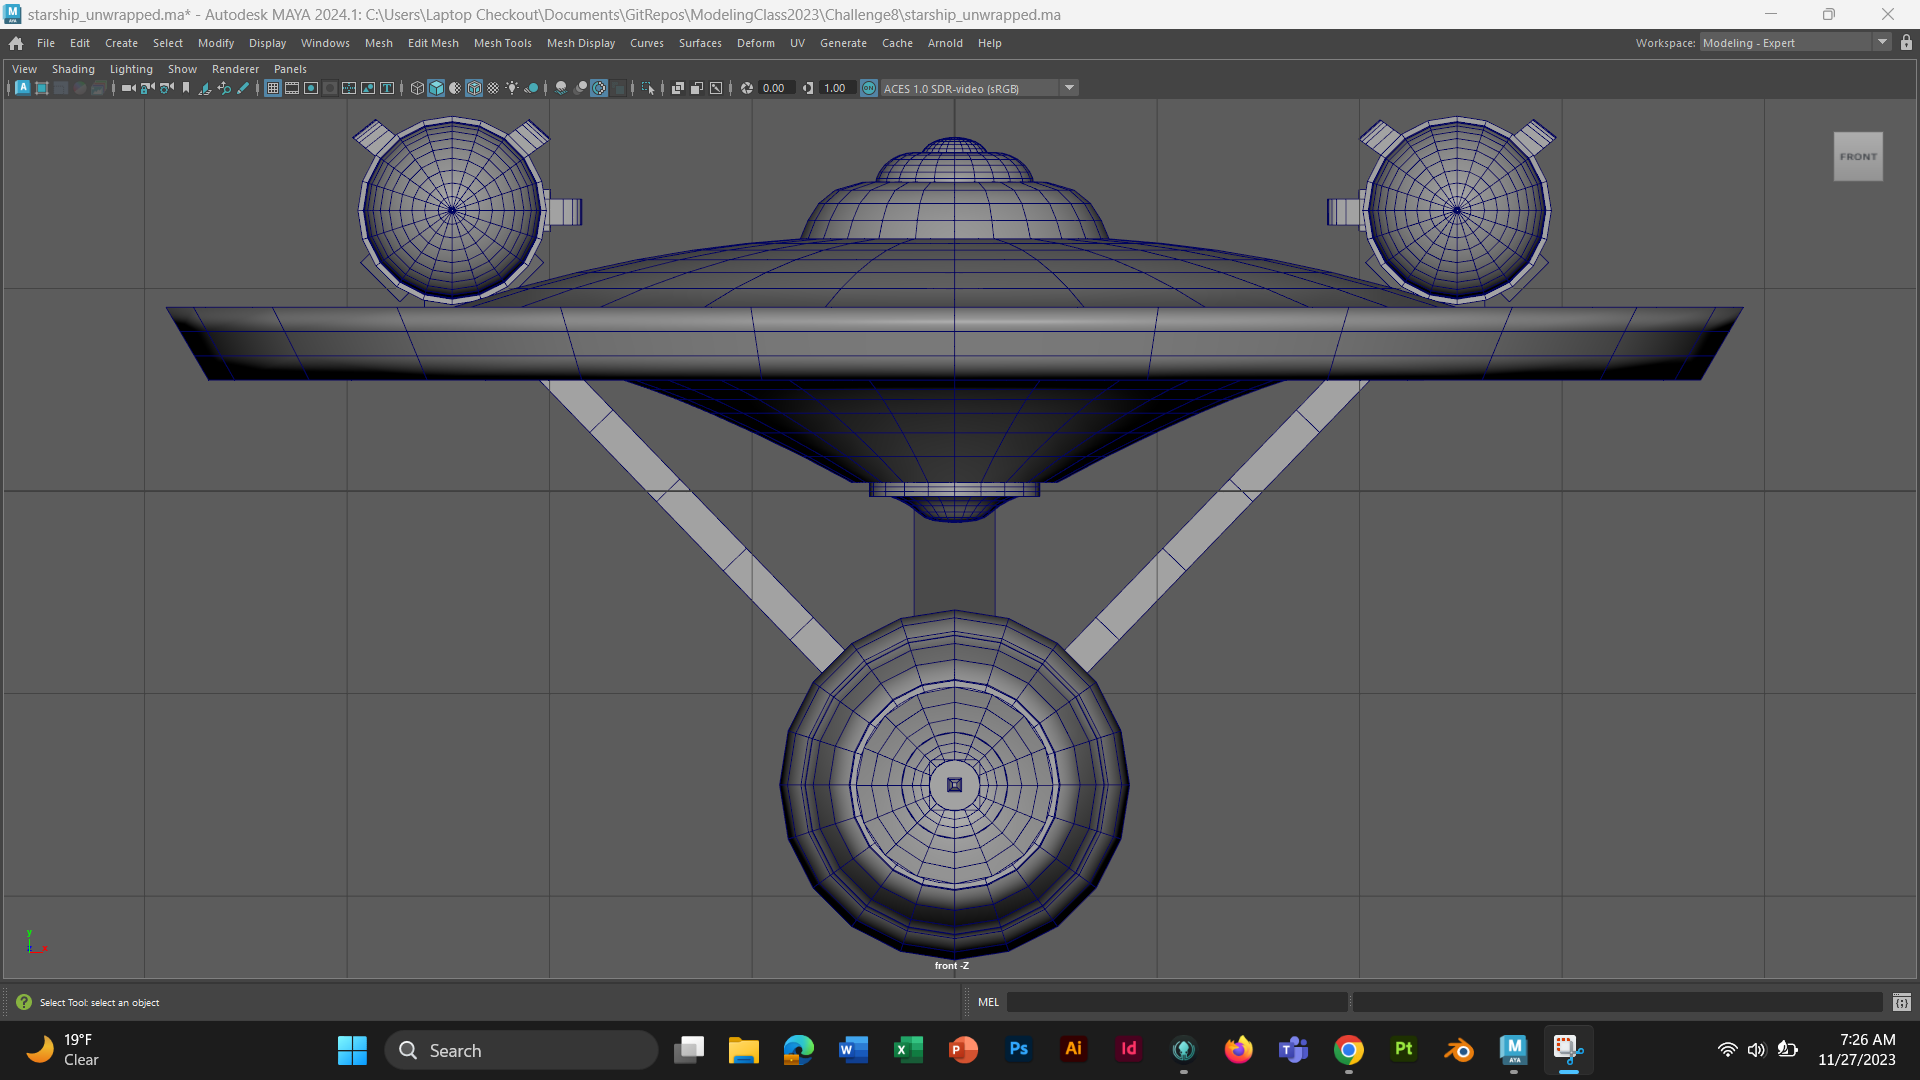 starship_unwrapped.ma* - Autodesk MAYA 2024.1: C:\Users\Laptop Checkout\Documents\GitRepos\ModelingClass2023\Challenge8\starship_unwrapped.ma
File Edit Create Select Modify Display Windows Mesh Edit Mesh Mesh Tools Mesh Display Curves Surfaces Deform UV Generate Cache Arnold Help
Workspace: Modeling - Expert
View Shading Lighting Show Renderer Panels
0.00 1.00 ACES 1.0 SDR-video (sRGB)
FRONT
y
z x
front -Z
Select Tool: select an object
MEL
19°F
Clear
Search
7:26 AM
11/27/2023